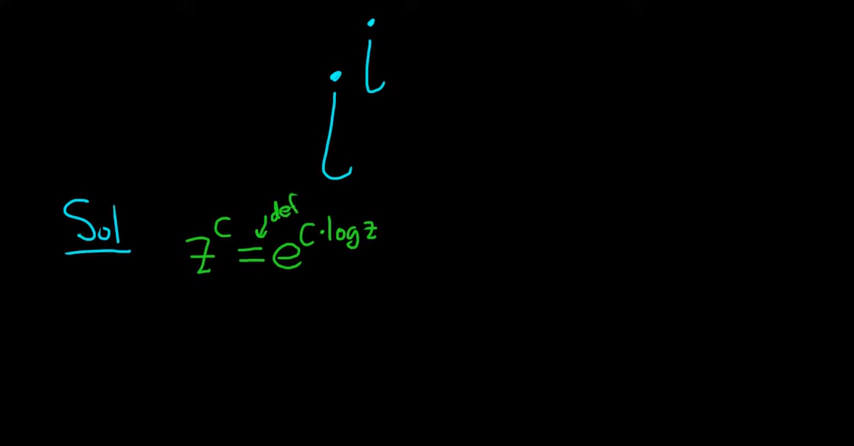 i^i
Sol
def
z^c = e^{c·log z}